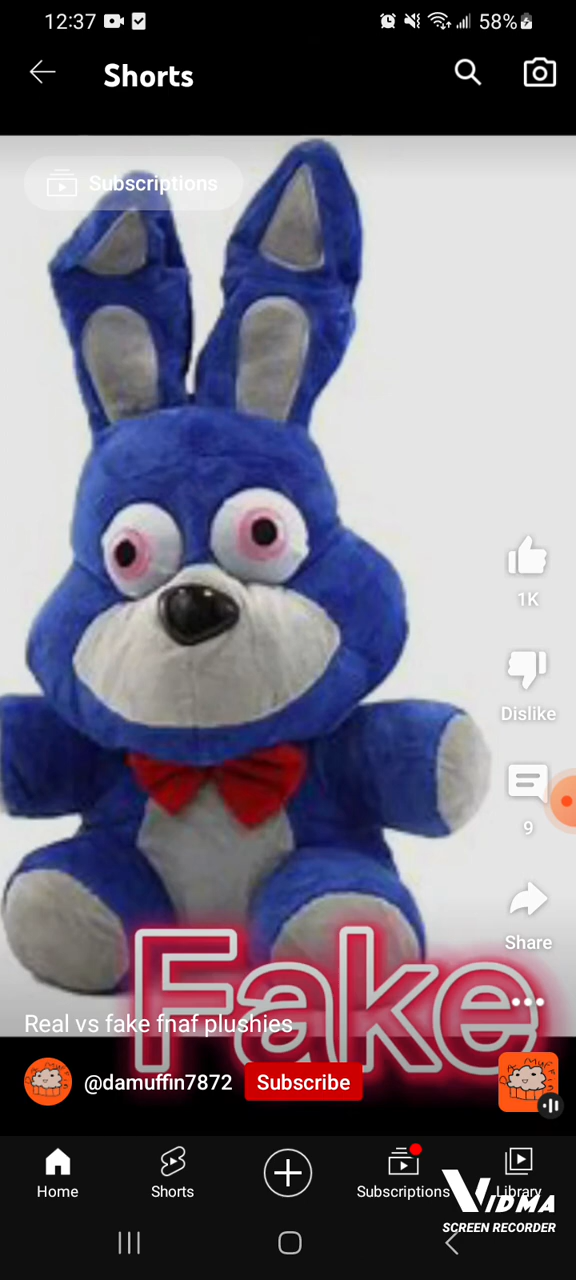 12:37
58%
Shorts
Subscriptions
1K
Dislike
9
Share
Fake
Real vs fake fnaf plushies
@damuffin7872
Subscribe
Home
Shorts
Subscriptions
Library
VIDMA
SCREEN RECORDER